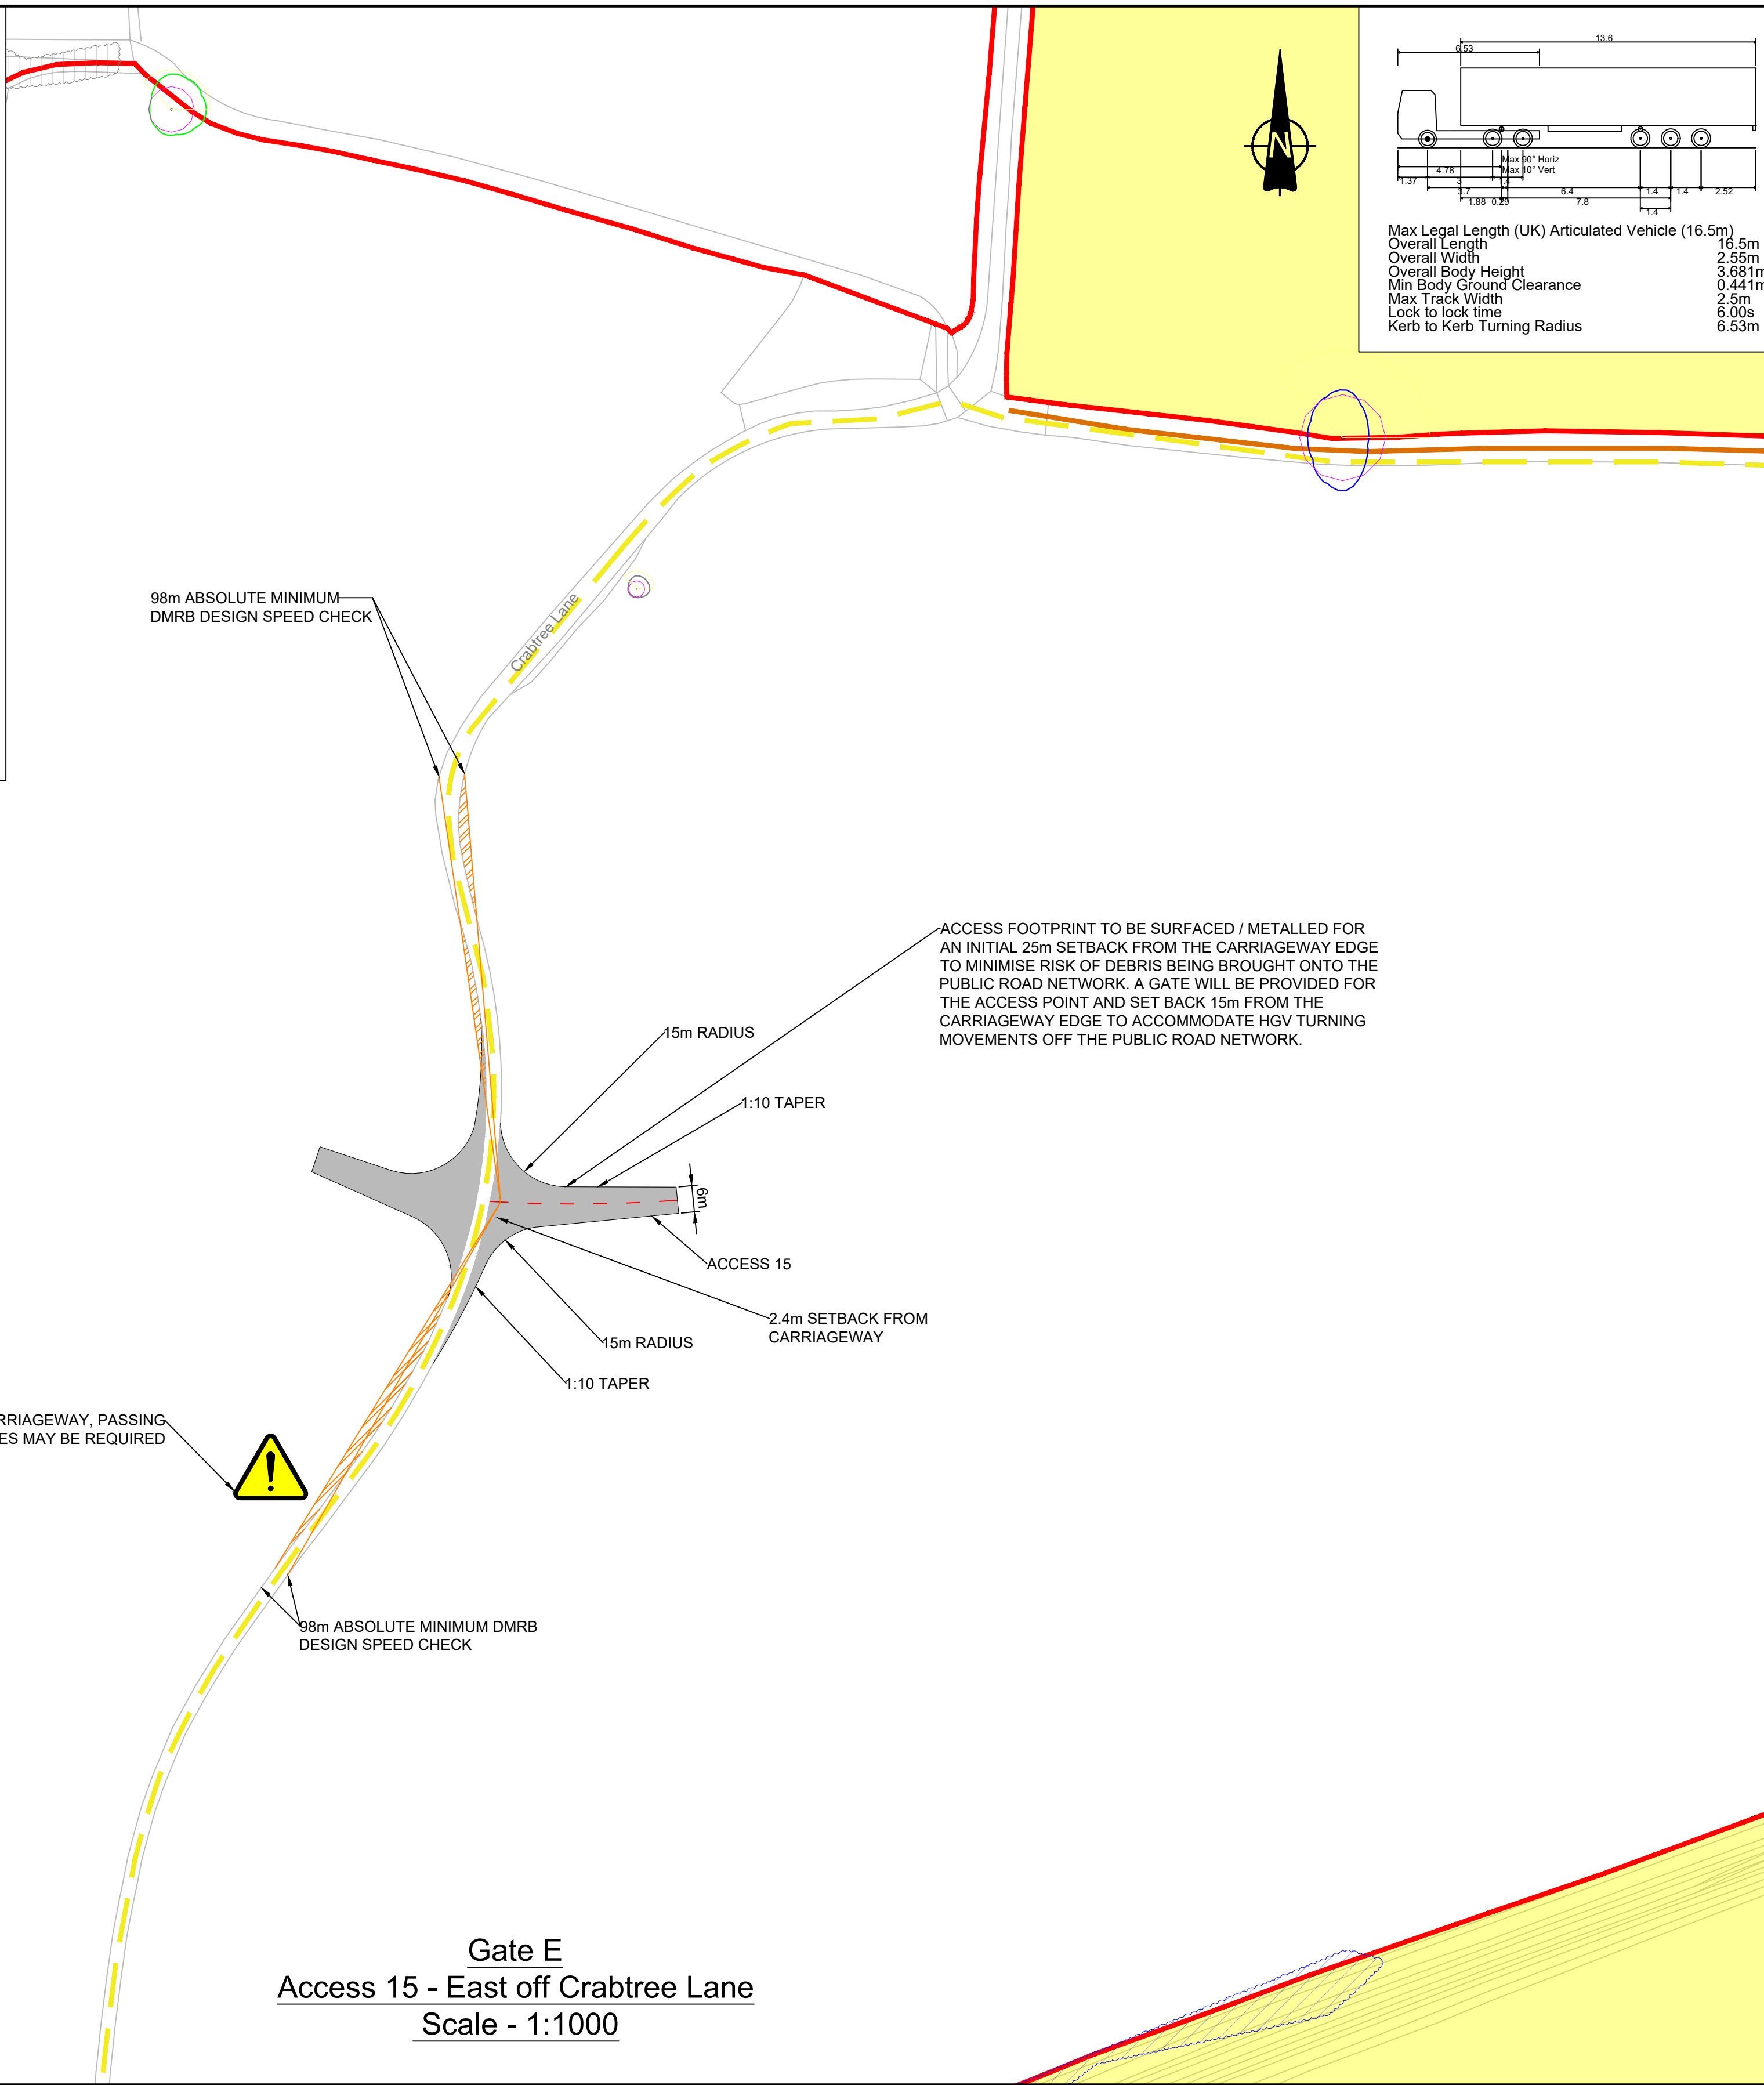 13.6
6.53
N
Max 90° Horiz
Max 10° Vert
4.78
1.37
3
1.4
3.7
6.4
1.4
1.4
2.52
1.88
0.29
7.8
1.4
Max Legal Length (UK) Articulated Vehicle (16.5m)
Overall Length 16.5m
Overall Width 2.55m
Overall Body Height 3.681m
Min Body Ground Clearance 0.441m
Max Track Width 2.5m
Lock to lock time 6.00s
Kerb to Kerb Turning Radius 6.53m
98m ABSOLUTE MINIMUM
DMRB DESIGN SPEED CHECK
Crabtree Lane
ACCESS FOOTPRINT TO BE SURFACED / METALLED FOR
AN INITIAL 25m SETBACK FROM THE CARRIAGEWAY EDGE
TO MINIMISE RISK OF DEBRIS BEING BROUGHT ONTO THE
PUBLIC ROAD NETWORK. A GATE WILL BE PROVIDED FOR
THE ACCESS POINT AND SET BACK 15m FROM THE
CARRIAGEWAY EDGE TO ACCOMMODATE HGV TURNING
MOVEMENTS OFF THE PUBLIC ROAD NETWORK.
15m RADIUS
1:10 TAPER
6m
ACCESS 15
2.4m SETBACK FROM
CARRIAGEWAY
15m RADIUS
1:10 TAPER
RRIAGEWAY, PASSING
ES MAY BE REQUIRED
!
98m ABSOLUTE MINIMUM DMRB
DESIGN SPEED CHECK
Gate E
Access 15 - East off Crabtree Lane
Scale - 1:1000